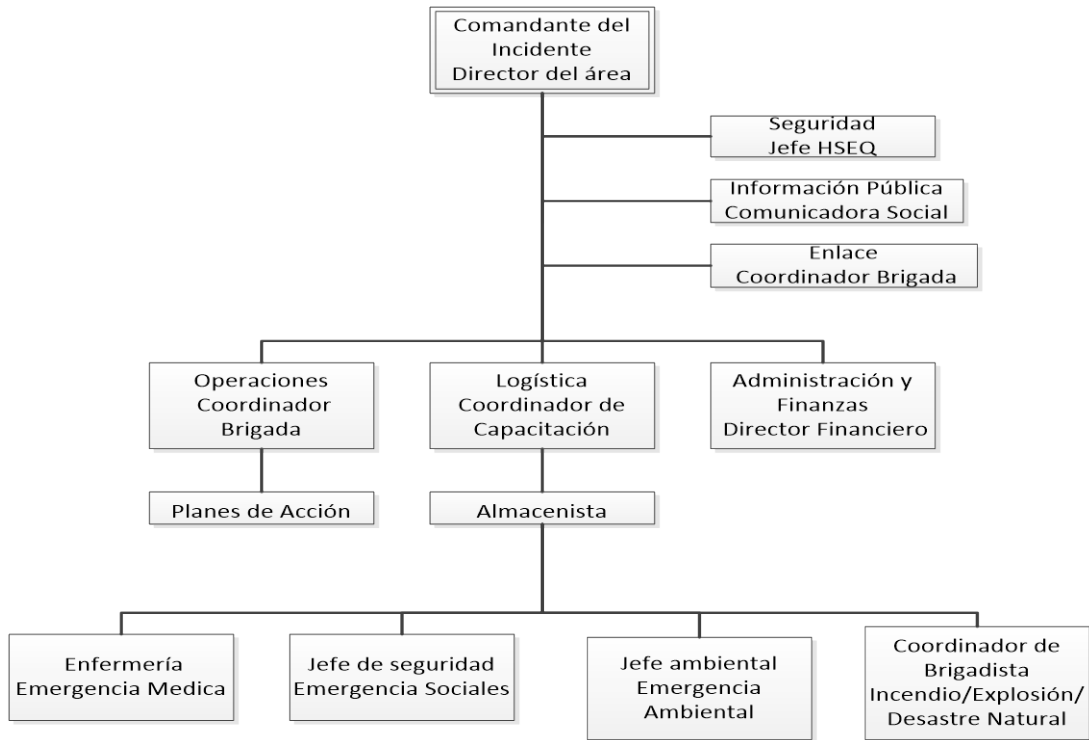 Comandante del
Incidente
Director del área
Seguridad
Jefe HSEQ
Información Pública
Comunicadora Social
Enlace
Coordinador Brigada
Operaciones
Coordinador
Brigada
Logística
Coordinador de
Capacitación
Administración y
Finanzas
Director Financiero
Planes de Acción
Almacenista
Enfermería
Emergencia Medica
Jefe de seguridad
Emergencia Sociales
Jefe ambiental
Emergencia
Ambiental
Coordinador de
Brigadista
Incendio/Explosión/
Desastre Natural